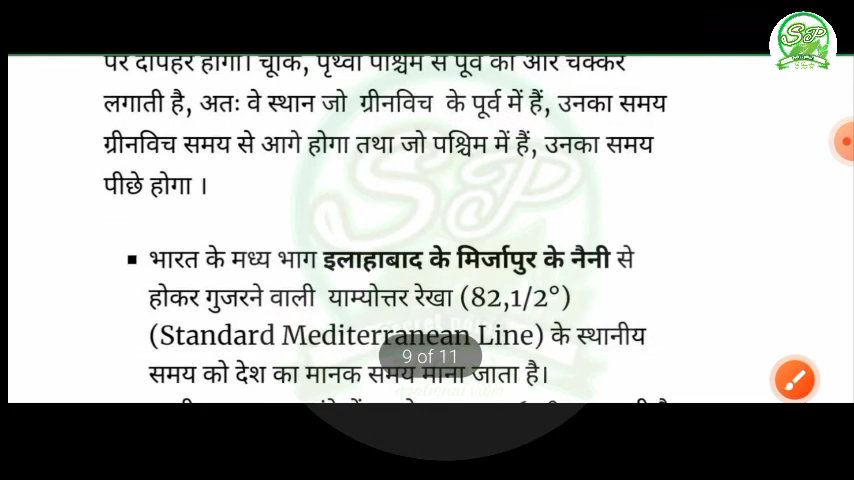 SP
पर दोपहर होगा। चूंकि, पृथ्वी पश्चिम से पूर्व की ओर चक्कर
लगाती है, अतः वे स्थान जो ग्रीनविच के पूर्व में हैं, उनका समय
ग्रीनविच समय से आगे होगा तथा जो पश्चिम में हैं, उनका समय
पीछे होगा ।
▪ भारत के मध्य भाग इलाहाबाद के मिर्जापुर के नैनी से
होकर गुजरने वाली याम्योत्तर रेखा (82,1/2°)
(Standard Mediterranean Line) के स्थानीय
9 of 11
समय को देश का मानक समय माना जाता है।